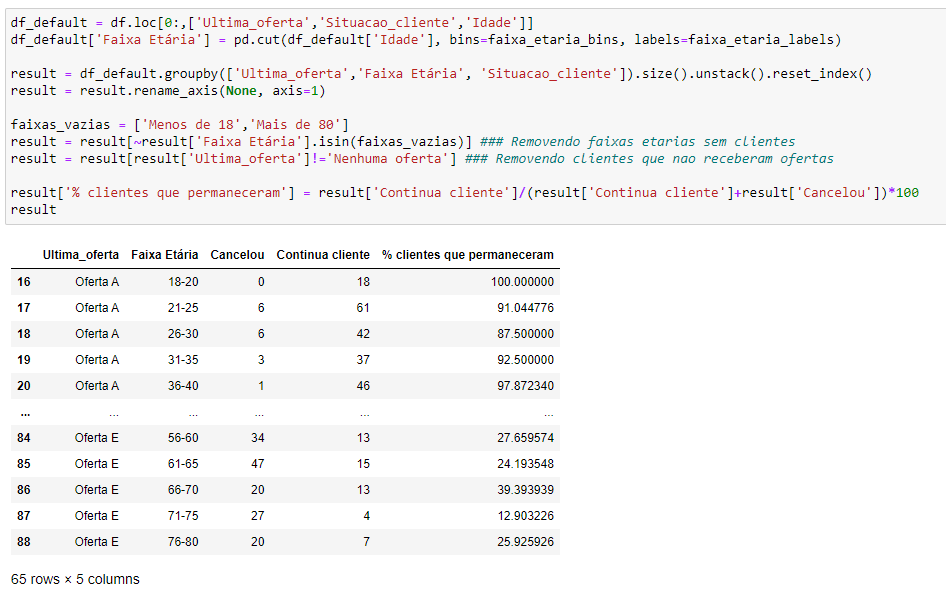 df_default = df.loc[0:,['Ultima_oferta','Situacao_cliente','Idade']]
df_default['Faixa Etária'] = pd.cut(df_default['Idade'], bins=faixa_etaria_bins, labels=faixa_etaria_labels)
result = df_default.groupby(['Ultima_oferta','Faixa Etária', 'Situacao_cliente']).size().unstack().reset_index()
result = result.rename_axis(None, axis=1)
faixas_vazias = ['Menos de 18','Mais de 80']
result = result[~result['Faixa Etária'].isin(faixas_vazias)] ### Removendo faixas etarias sem clientes
result = result[result['Ultima_oferta']!='Nenhuma oferta'] ### Removendo clientes que nao receberam ofertas
result['% clientes que permaneceram'] = result['Continua cliente']/(result['Continua cliente']+result['Cancelou'])*100
result
Ultima_oferta Faixa Etária Cancelou Continua cliente % clientes que permaneceram
16 Oferta A 18-20 0 18 100.000000
17 Oferta A 21-25 6 61 91.044776
18 Oferta A 26-30 6 42 87.500000
19 Oferta A 31-35 3 37 92.500000
20 Oferta A 36-40 1 46 97.872340
... ... ... ... ... ...
84 Oferta E 56-60 34 13 27.659574
85 Oferta E 61-65 47 15 24.193548
86 Oferta E 66-70 20 13 39.393939
87 Oferta E 71-75 27 4 12.903226
88 Oferta E 76-80 20 7 25.925926
65 rows × 5 columns